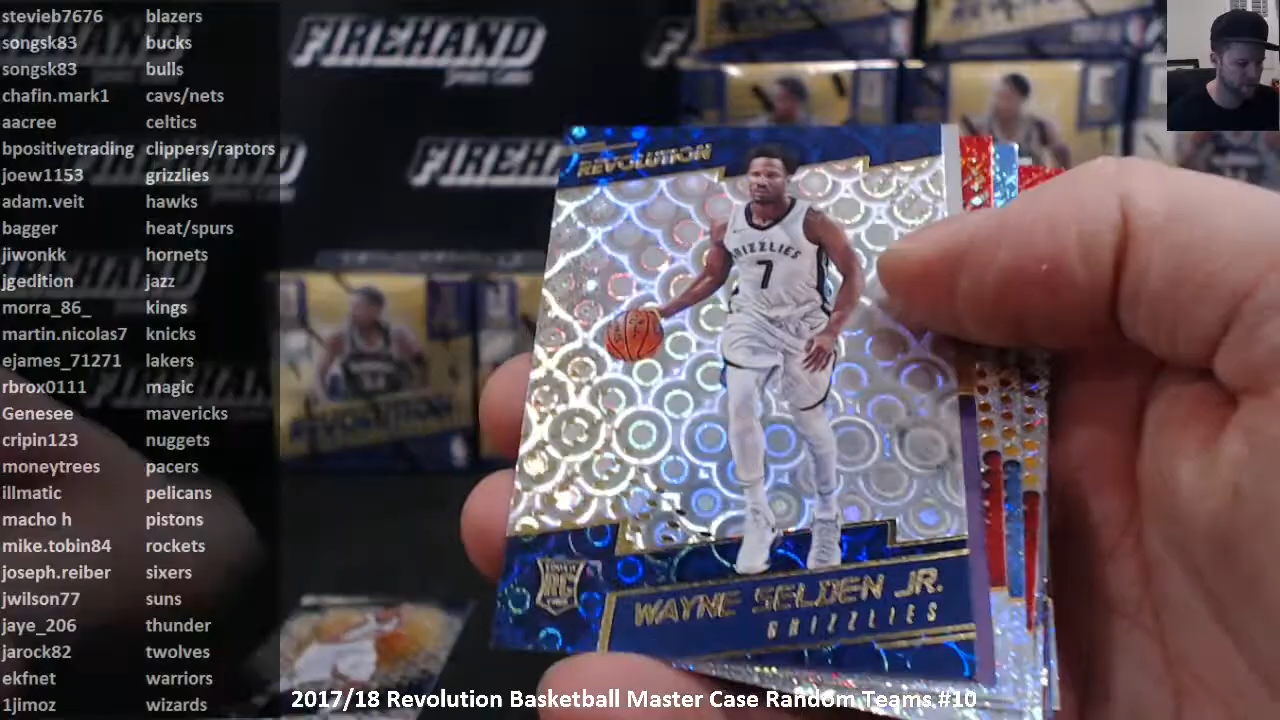 stevieb7676 blazers
songsk83 bucks
songsk83 bulls
chafin.mark1 cavs/nets
aacree celtics
bpositivetrading clippers/raptors
joew1153 grizzlies
adam.veit hawks
bagger heat/spurs
jiwonkk hornets
jgedition jazz
morra_86_ kings
martin.nicolas7 knicks
ejames_71271 lakers
rbrox0111 magic
Genesee mavericks
cripin123 nuggets
moneytrees pacers
illmatic pelicans
macho h pistons
mike.tobin84 rockets
joseph.reiber sixers
jwilson77 suns
jaye_206 thunder
jarock82 twolves
ekfnet warriors
1jimoz wizards
FIREHAND
FIREH
REVOLUTION
GRIZZLIES
7
RC
WAYNE SELDEN JR.
GRIZZLIES
REVOLUTION
2017/18 Revolution Basketball Master Case Random Teams #10